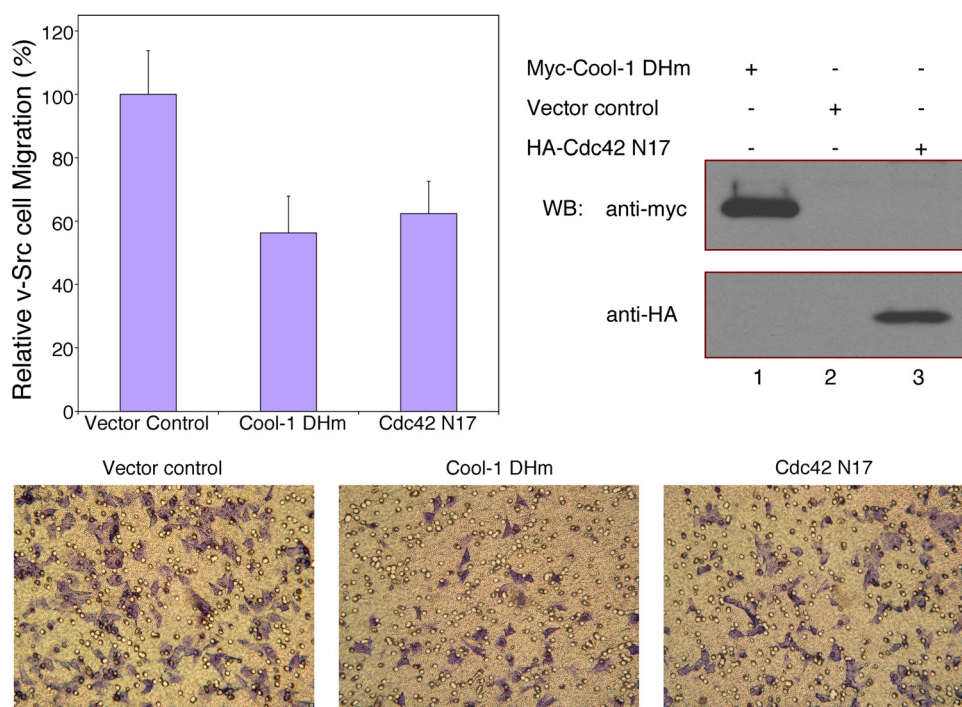 Relative v-Src cell Migration (%)
120
100
80
60
40
20
0
Vector Control
Cool-1 DHm
Cdc42 N17
Myc-Cool-1 DHm + - -
Vector control - + -
HA-Cdc42 N17 - - +
WB: anti-myc
anti-HA
1 2 3
Vector control
Cool-1 DHm
Cdc42 N17